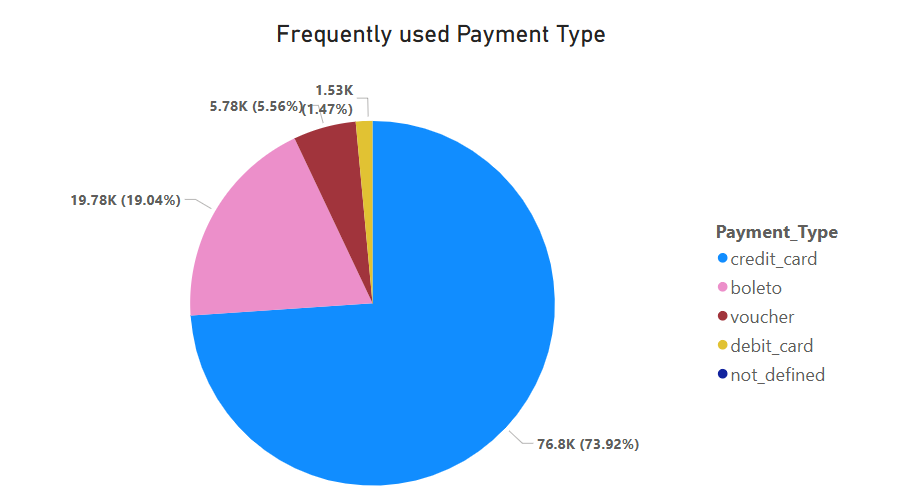 Frequently used Payment Type
1.53K
(1.47%)
5.78K (5.56%)
19.78K (19.04%)
76.8K (73.92%)
Payment_Type
credit_card
boleto
voucher
debit_card
not_defined